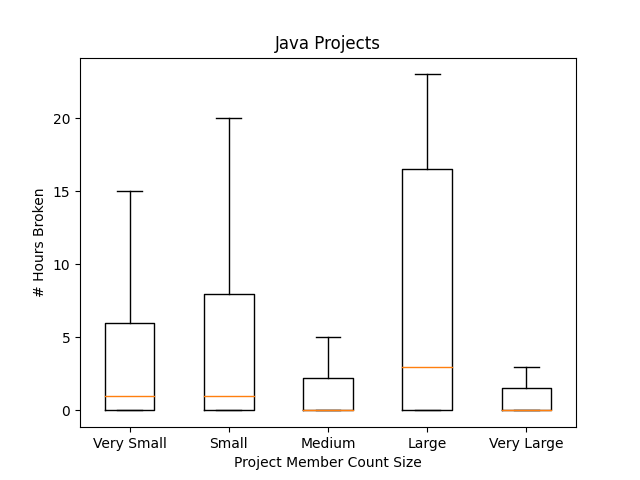 Java Projects
# Hours Broken
20
15
10
5
0
Very Small Small Medium Large Very Large
Project Member Count Size